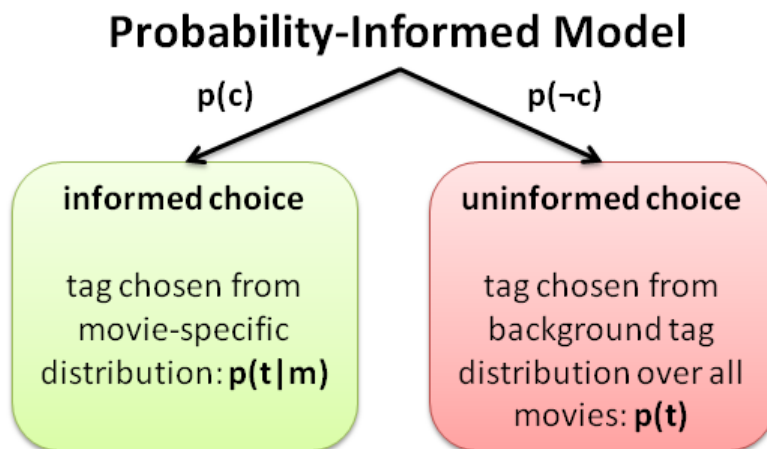 Probability-Informed Model
p(c)
p(¬c)
informed choice
tag chosen from
movie-specific
distribution: p(t|m)
uninformed choice
tag chosen from
background tag
distribution over all
movies: p(t)